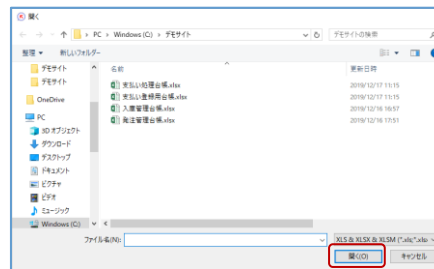 開く
PC › Windows (C:) › デモサイト
デモサイトの検索
整理 新しいフォルダー
名前 更新日時
デモサイト
デモサイト
OneDrive
PC
3D オブジェクト
ダウンロード
デスクトップ
ドキュメント
ピクチャ
ビデオ
ミュージック
Windows (C:)
支払い処理台帳.xlsx 2019/12/17 11:15
支払い登録用台帳.xlsx 2019/12/17 11:15
入庫管理台帳.xlsx 2019/12/16 16:57
発注管理台帳.xlsx 2019/12/16 17:51
ファイル名(N): XLS & XLSX & XLSM (*.xls;*.xls
開く(O) キャンセル